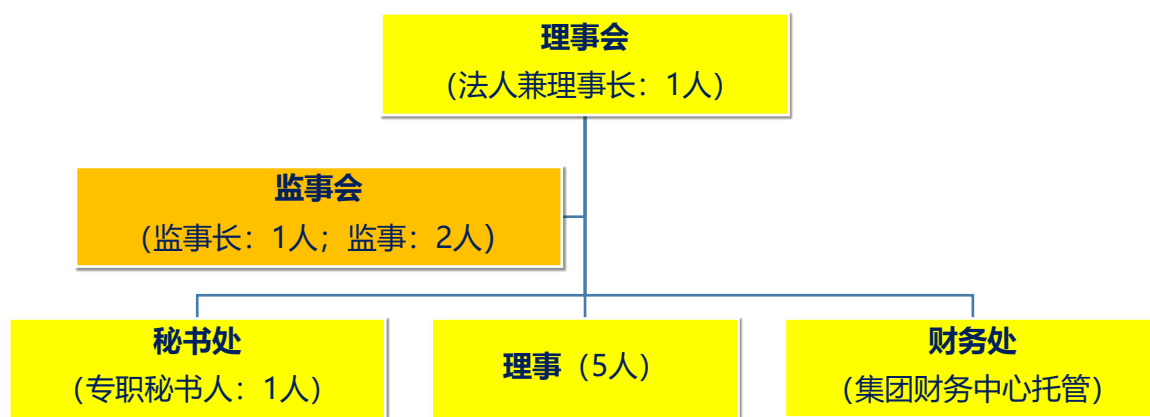 理事会
（法人兼理事长：1人）
监事会
（监事长：1人；监事：2人）
秘书处
（专职秘书人：1人）
理事（5人）
财务处
（集团财务中心托管）